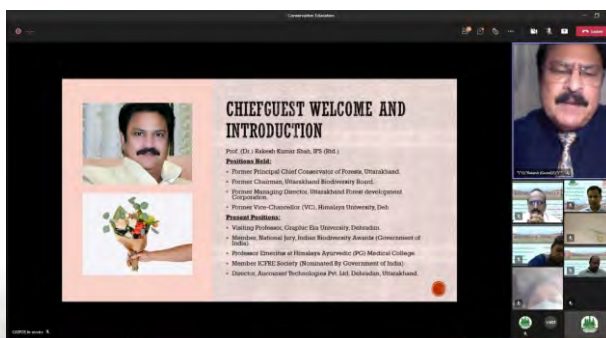 Conservation Education
Leave
CHIEFGUEST WELCOME AND
INTRODUCTION
Prof. (Dr.) Rakesh Kumar Shah, IFS (Rtd.)
Positions Held:
• Former Principal Chief Conservator of Forests, Uttarakhand.
• Former Chairman, Uttarakhand Biodiversity Board.
• Former Managing Director, Uttarakhand Forest development
Corporation.
• Former Vice-Chancellor (VC), Himalaya University, Deh
Present Positions:
• Visiting Professor, Graphic Era University, Dehradun.
• Member, National Jury, Indian Biodiversity Awards (Government of
India).
• Professor Emeritus at Himalaya Ayurvedic (PG) Medical College.
• Member ICFRE Society (Nominated By Government of India)
• Director, Technologies Pvt. Ltd. Dehradun, Uttarakhand.